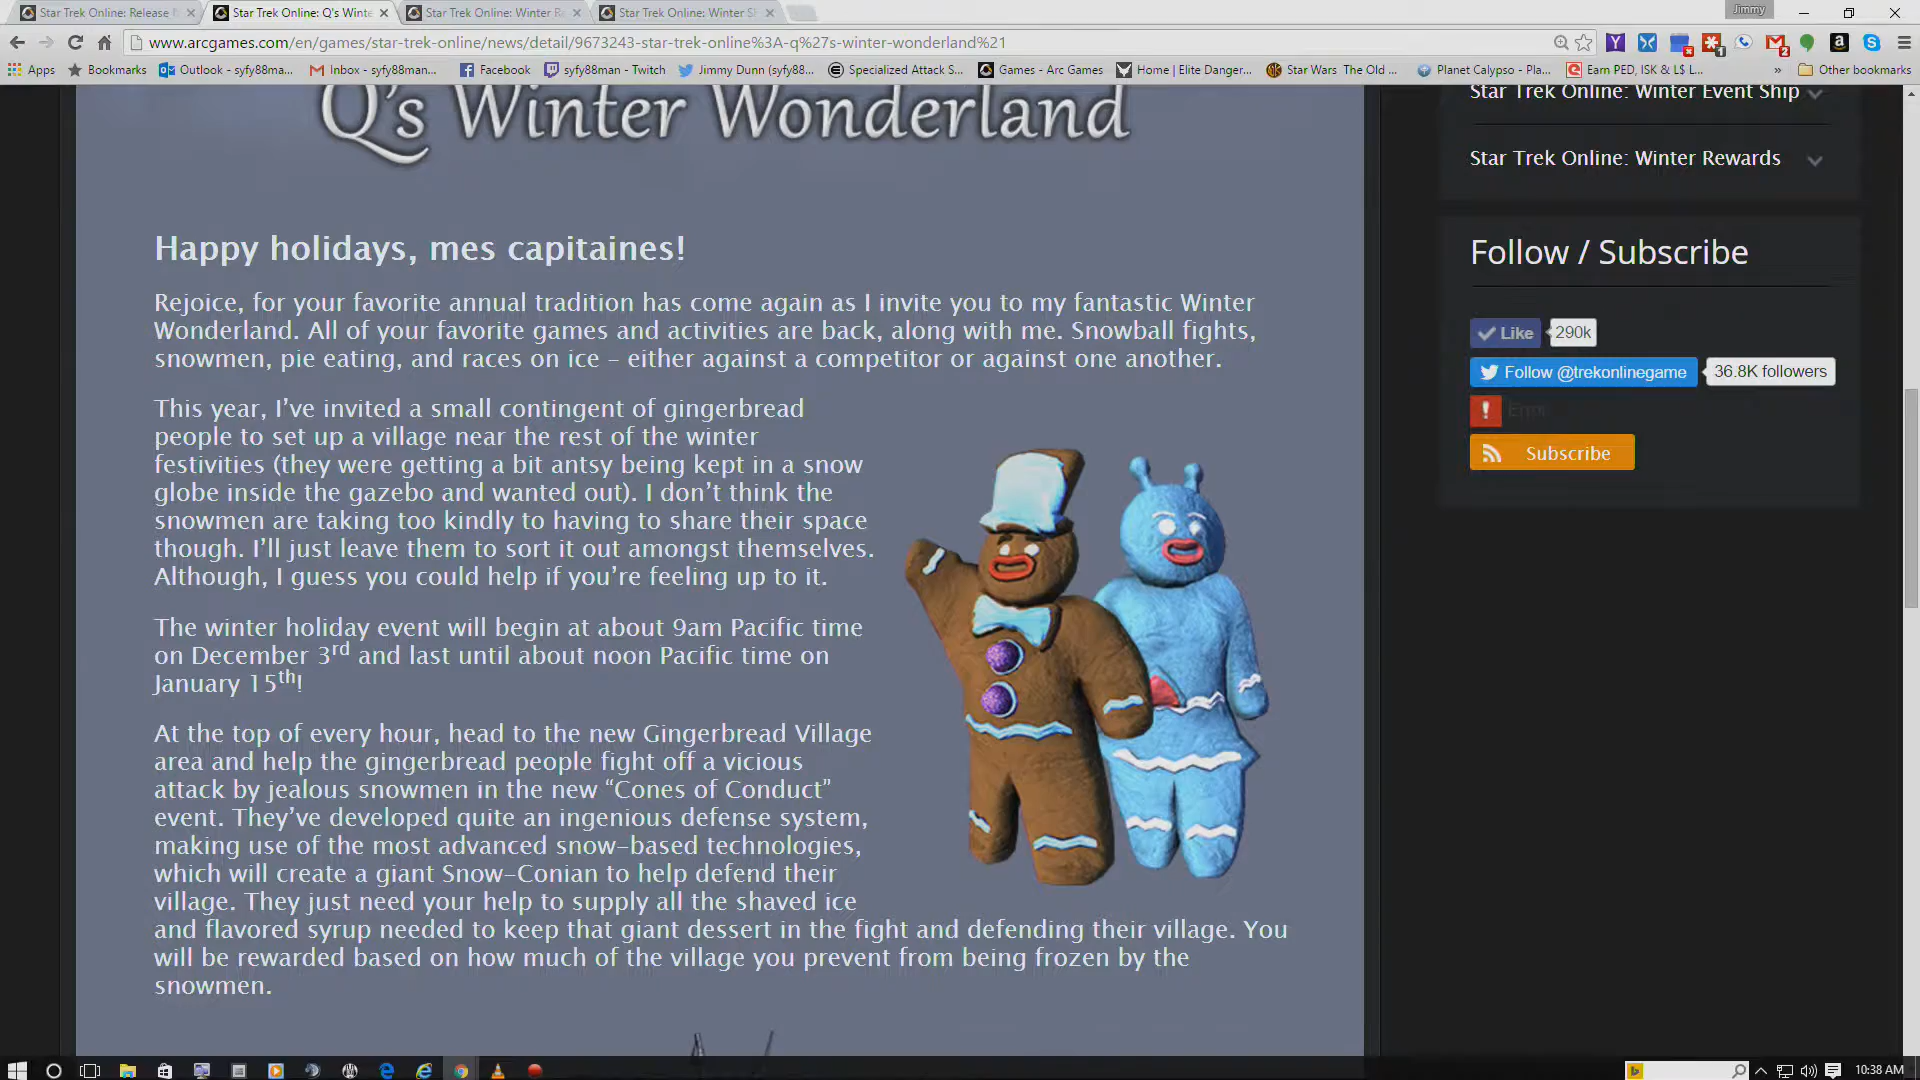 Star Trek Online: Release
Star Trek Online: Q's Winte
Star Trek Online: Winter Re
Star Trek Online: Winter S
Jimmy
www.arcgames.com/en/games/star-trek-online/news/detail/9673243-star-trek-online%3A-q%27s-winter-wonderland%21
Apps
Bookmarks
Outlook - syfy88man...
Inbox - syfy88man...
Facebook
syfy88man - Twitch
Jimmy Dunn (syfy88...
Specialized Attack S...
Games - Arc Games
Home | Elite Danger...
Star Wars The Old ...
Planet Calypso - Pla...
Earn PED, ISK & L$ L...
»
Other bookmarks
Q's Winter Wonderland
Happy holidays, mes capitaines!
Rejoice, for your favorite annual tradition has come again as I invite you to my fantastic Winter
Wonderland. All of your favorite games and activities are back, along with me. Snowball fights,
snowmen, pie eating, and races on ice – either against a competitor or against one another.
This year, I’ve invited a small contingent of gingerbread
people to set up a village near the rest of the winter
festivities (they were getting a bit antsy being kept in a snow
globe inside the gazebo and wanted out). I don’t think the
snowmen are taking too kindly to having to share their space
though. I’ll just leave them to sort it out amongst themselves.
Although, I guess you could help if you’re feeling up to it.
The winter holiday event will begin at about 9am Pacific time
on December 3rd and last until about noon Pacific time on
January 15th!
At the top of every hour, head to the new Gingerbread Village
area and help the gingerbread people fight off a vicious
attack by jealous snowmen in the new “Cones of Conduct”
event. They’ve developed quite an ingenious defense system,
making use of the most advanced snow-based technologies,
which will create a giant Snow-Conian to help defend their
village. They just need your help to supply all the shaved ice
and flavored syrup needed to keep that giant dessert in the fight and defending their village. You
will be rewarded based on how much of the village you prevent from being frozen by the
snowmen.
Star Trek Online: Winter Event Ship
Star Trek Online: Winter Rewards
Follow / Subscribe
Like
290k
Follow @trekonlinegame
36.8K followers
Error
Subscribe
10:38 AM